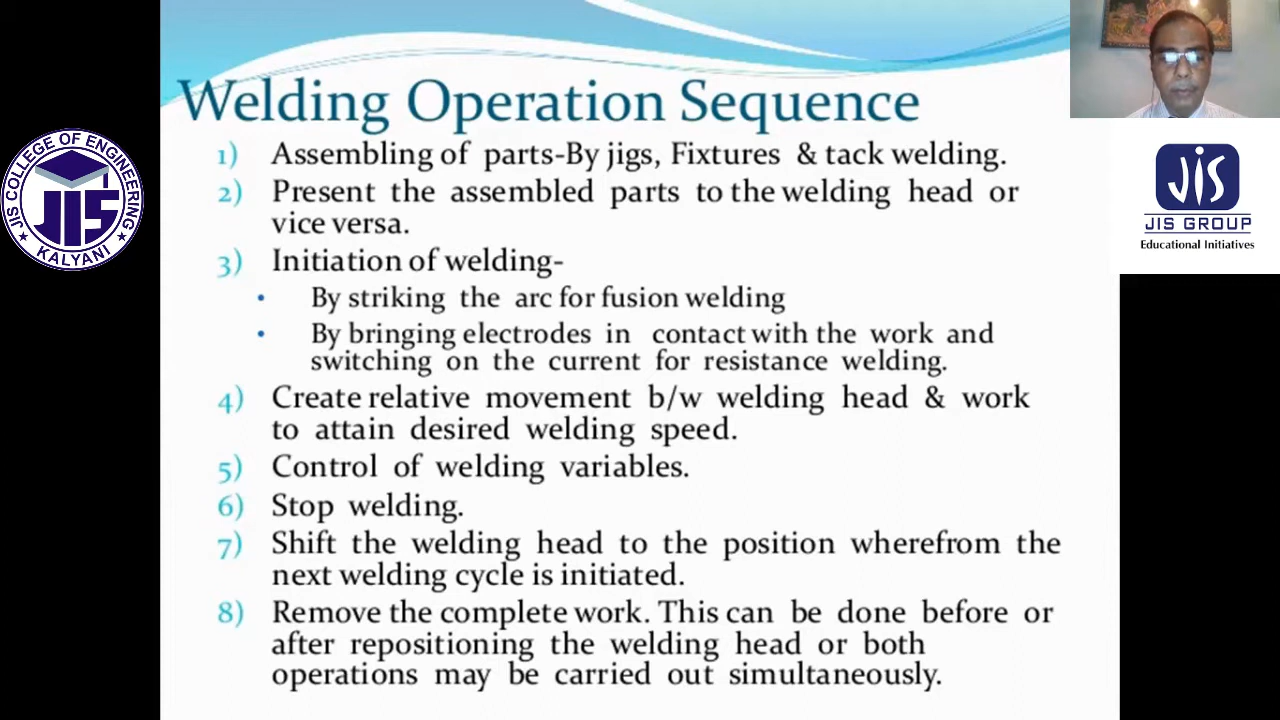 Welding Operation Sequence
1) Assembling of parts-By jigs, Fixtures & tack welding.
2) Present the assembled parts to the welding head or
vice versa.
3) Initiation of welding-
• By striking the arc for fusion welding
• By bringing electrodes in contact with the work and
switching on the current for resistance welding.
4) Create relative movement b/w welding head & work
to attain desired welding speed.
5) Control of welding variables.
6) Stop welding.
7) Shift the welding head to the position wherefrom the
next welding cycle is initiated.
8) Remove the complete work. This can be done before or
after repositioning the welding head or both
operations may be carried out simultaneously.
JIS COLLEGE OF ENGINEERING
JIS
KALYANI
JIS
JIS GROUP
Educational Initiatives